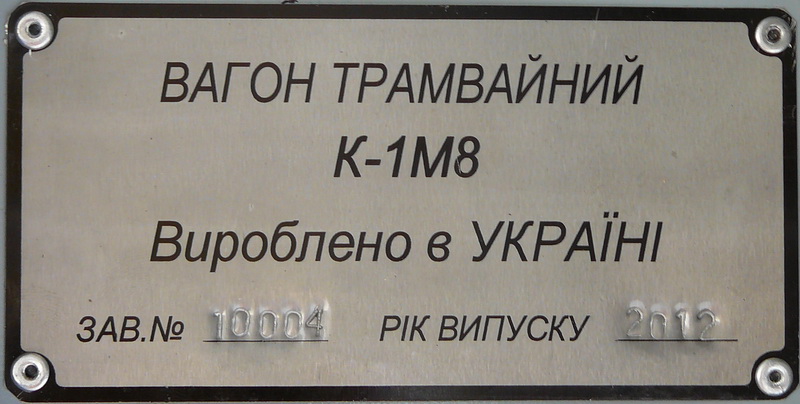 ВАГОН ТРАМВАЙНИЙ
К-1М8
Вироблено в УКРАЇНІ
ЗАВ.№ 10004 РІК ВИПУСКУ 2012